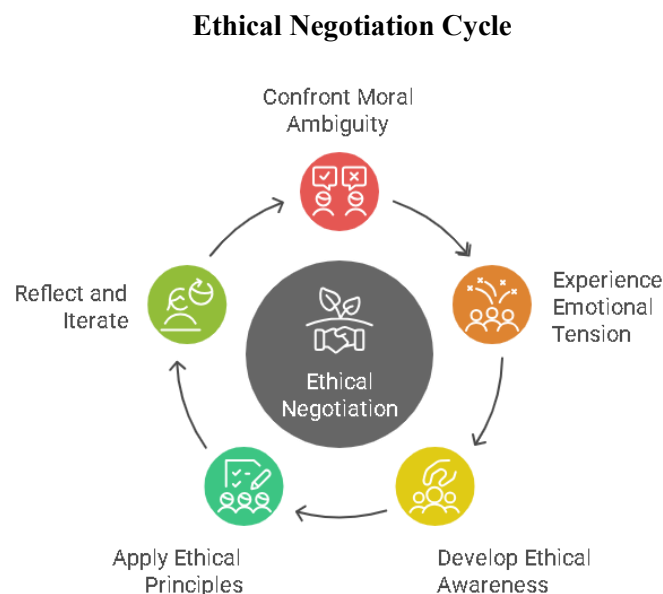 Ethical Negotiation Cycle
Confront Moral
Ambiguity
Experience
Emotional
Tension
Develop Ethical
Awareness
Apply Ethical
Principles
Reflect and
Iterate
Ethical
Negotiation